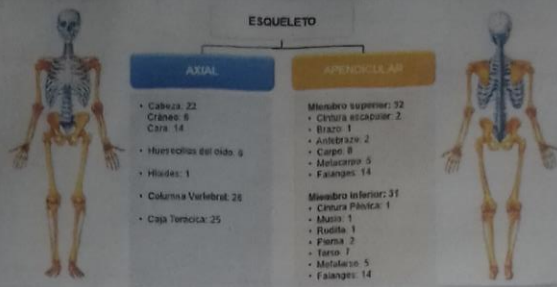 ESQUELETO
AXIAL
• Cabeza: 22
Cráneo: 8
Cara: 14
• Huesecillos del oído: 6
• Hioides: 1
• Columna Vertebral: 26
• Caja Torácica: 25
APENDICULAR
Miembro superior: 32
• Cintura escapular: 2
• Brazo: 1
• Antebrazo: 2
• Carpo: 8
• Metacarpo: 5
• Falanges: 14
Miembro inferior: 31
• Cintura Pélvica: 1
• Muslo: 1
• Rodilla: 1
• Pierna: 2
• Tarso: 7
• Metatarso: 5
• Falanges: 14